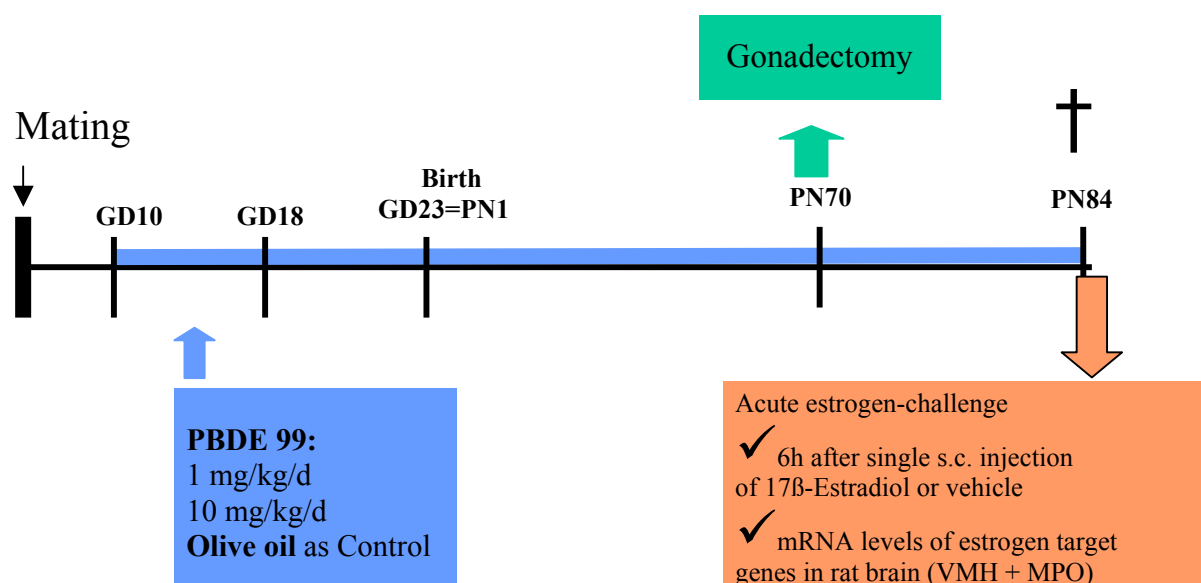 Gonadectomy
Mating
Birth
GD10
GD18
GD23=PN1
PN70
PN84
PBDE 99:
1 mg/kg/d
10 mg/kg/d
Olive oil as Control
Acute estrogen-challenge
✓ 6h after single s.c. injection
of 17ß-Estradiol or vehicle
✓ mRNA levels of estrogen target
genes in rat brain (VMH + MPO)